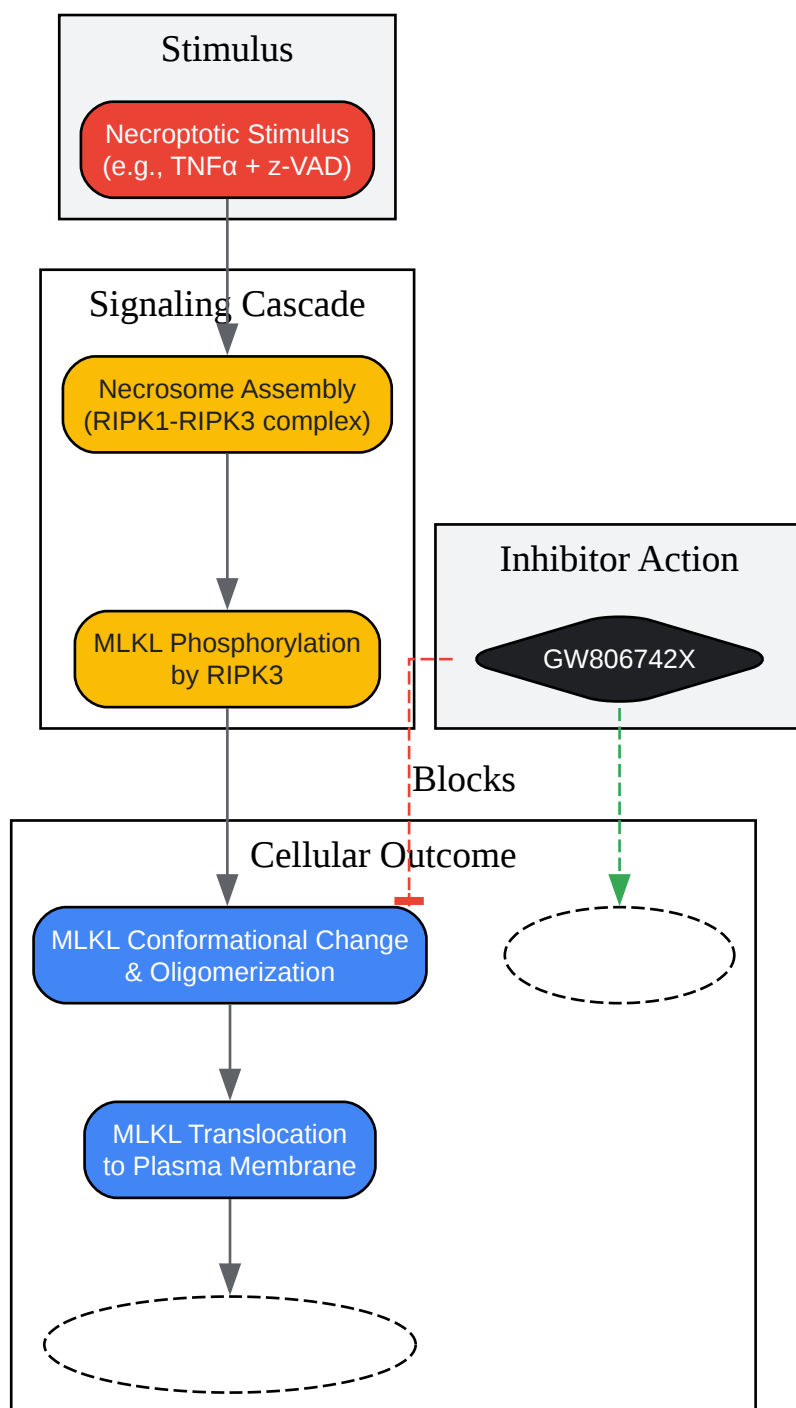 Stimulus
Necroptotic Stimulus
(e.g., TNFα + z-VAD)
Signaling Cascade
Necrosome Assembly
(RIPK1-RIPK3 complex)
MLKL Phosphorylation
by RIPK3
Inhibitor Action
GW806742X
Blocks
Cellular Outcome
MLKL Conformational Change
& Oligomerization
MLKL Translocation
to Plasma Membrane